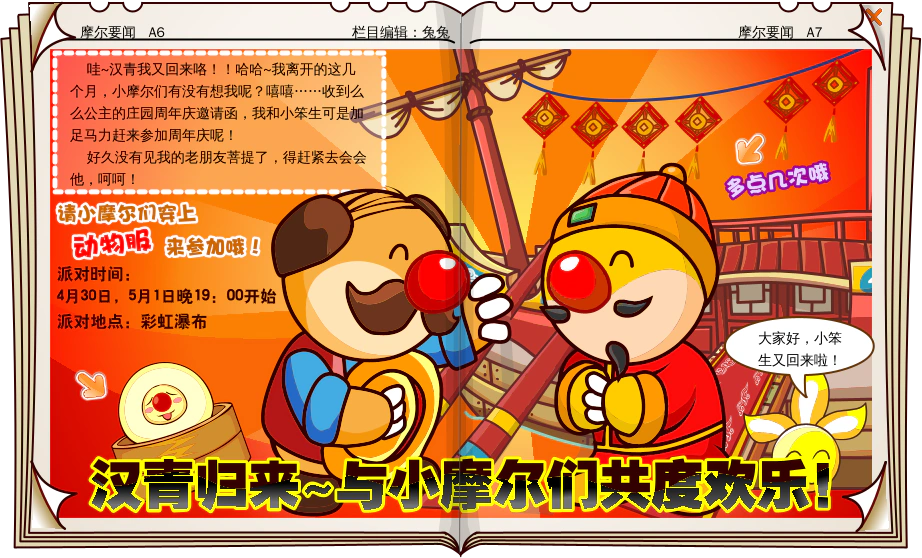 摩尔要闻 A6
栏目编辑：兔兔
摩尔要闻 A7
哇~汉青我又回来咯！！哈哈~我离开的这几
个月，小摩尔们有没有想我呢？嘻嘻……收到么
么公主的庄园周年庆邀请函，我和小笨生可是加
足马力赶来参加周年庆呢！
好久没有见我的老朋友菩提了，得赶紧去会会
他，呵呵！
请小摩尔们穿上
动物服 来参加哦！
派对时间：
4月30日，5月1日晚19：00开始
派对地点：彩虹瀑布
多点几次哦
大家好，小笨
生又回来啦！
汉青归来~与小摩尔们共度欢乐！